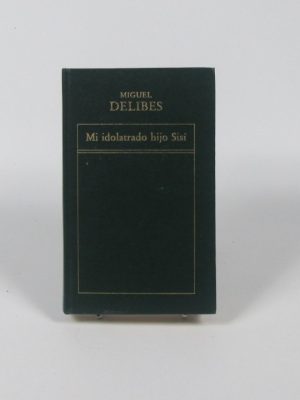 MIGUEL
DELIBES
Mi idolatrado hijo Sisí